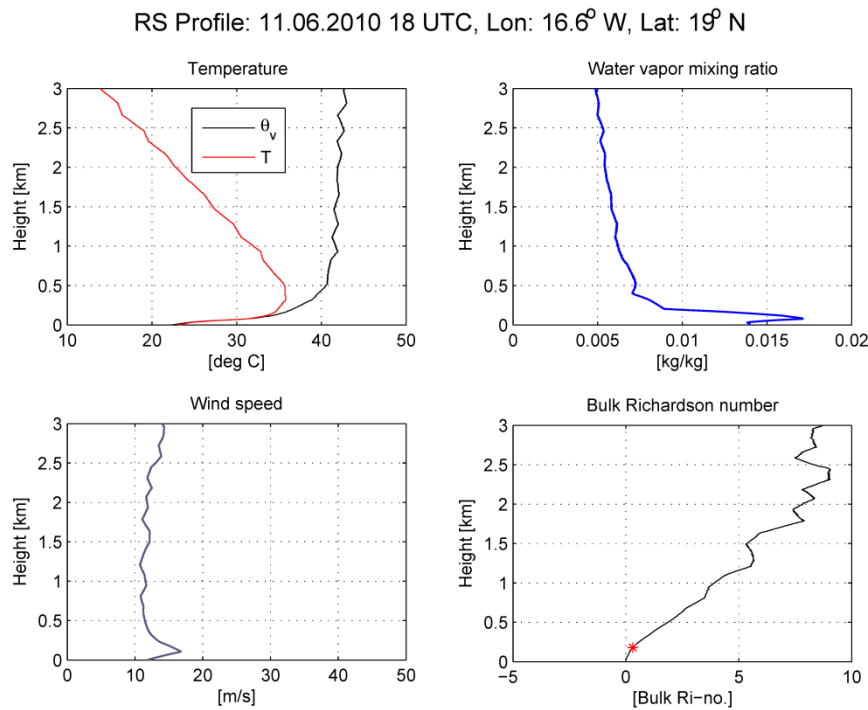 RS Profile: 11.06.2010 18 UTC, Lon: 16.6° W, Lat: 19° N
Temperature
Height [km]
3
2.5
2
1.5
1
0.5
0
θv
T
10 20 30 40 50
[deg C]
Water vapor mixing ratio
Height [km]
3
2.5
2
1.5
1
0.5
0
0 0.005 0.01 0.015 0.02
[kg/kg]
Wind speed
Height [km]
3
2.5
2
1.5
1
0.5
0
0 10 20 30 40 50
[m/s]
Bulk Richardson number
Height [km]
3
2.5
2
1.5
1
0.5
0
−5 0 5 10
[Bulk Ri−no.]